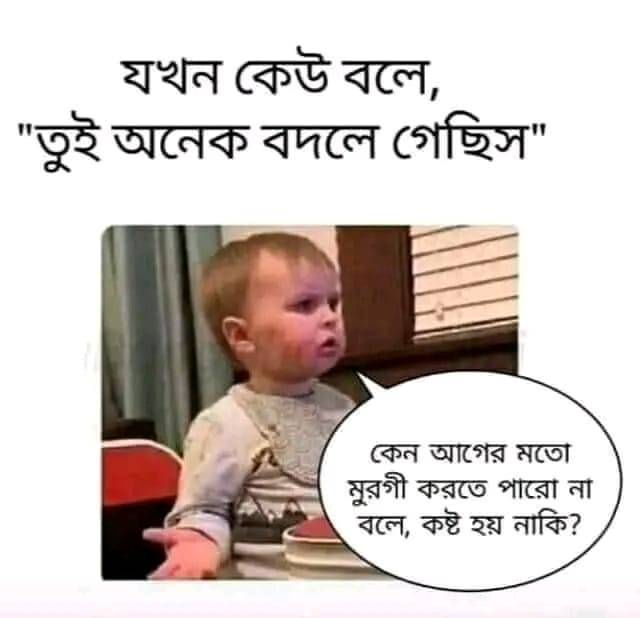 যখন কেউ বলে,
"তুই অনেক বদলে গেছিস"
কেন আগের মতো
মুরগী করতে পারো না
বলে, কষ্ট হয় নাকি?